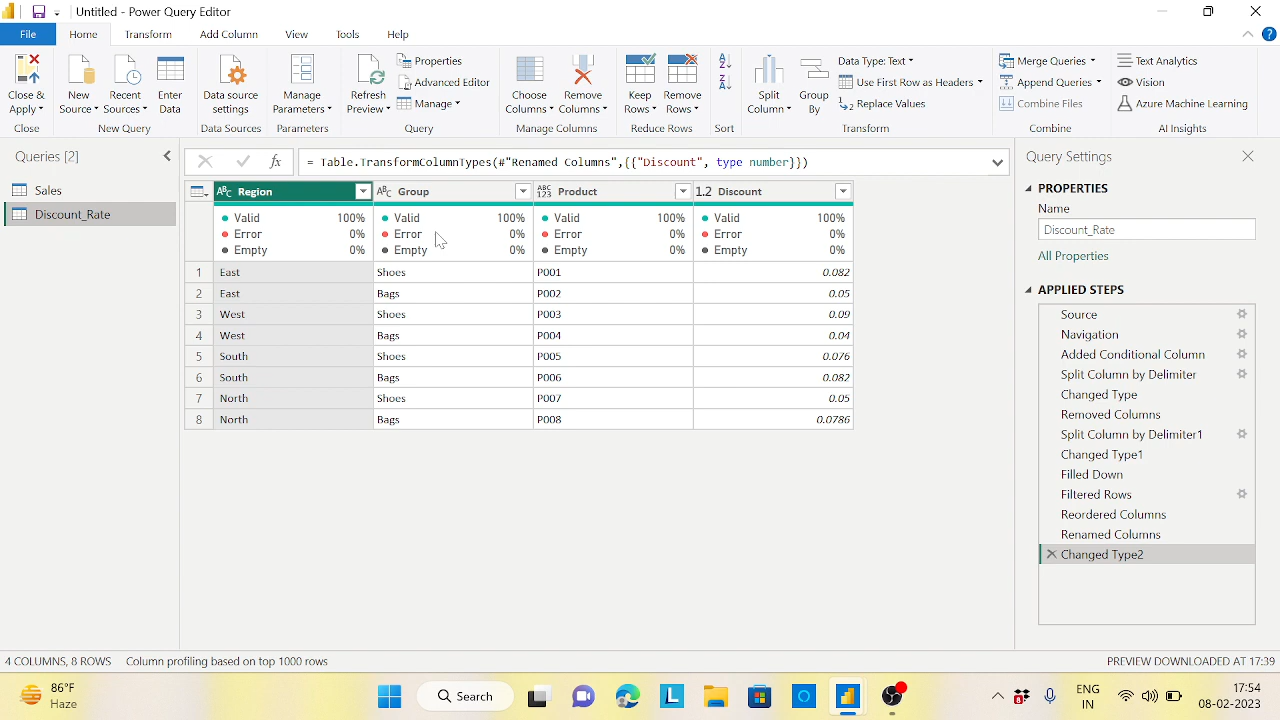 Untitled - Power Query Editor
File Home Transform Add Column View Tools Help
Close & Apply
Close
New Source
Recent Sources
Enter Data
New Query
Data source settings
Data Sources
Manage Parameters
Parameters
Refresh Preview
Properties
Advanced Editor
Manage
Query
Choose Columns
Remove Columns
Manage Columns
Keep Rows
Remove Rows
Reduce Rows
Sort
Split Column
Group By
Data Type: Text
Use First Row as Headers
Replace Values
Transform
Merge Queries
Append Queries
Combine Files
Combine
Text Analytics
Vision
Azure Machine Learning
AI Insights
Queries [2]
Sales
Discount_Rate
fx = Table.TransformColumnTypes(#"Renamed Columns",{{"Discount", type number}})
ABC Region ABC Group ABC 123 Product 1.2 Discount
Valid 100% Valid 100% Valid 100% Valid 100%
Error 0% Error 0% Error 0% Error 0%
Empty 0% Empty 0% Empty 0% Empty 0%
1 East Shoes P001 0.082
2 East Bags P002 0.05
3 West Shoes P003 0.09
4 West Bags P004 0.04
5 South Shoes P005 0.076
6 South Bags P006 0.082
7 North Shoes P007 0.05
8 North Bags P008 0.0786
Query Settings
PROPERTIES
Name
Discount_Rate
All Properties
APPLIED STEPS
Source
Navigation
Added Conditional Column
Split Column by Delimiter
Changed Type
Removed Columns
Split Column by Delimiter1
Changed Type1
Filled Down
Filtered Rows
Reordered Columns
Renamed Columns
Changed Type2
4 COLUMNS, 8 ROWS Column profiling based on top 1000 rows
PREVIEW DOWNLOADED AT 17:39
86°F
Haze
Search
ENG
IN
17:54
08-02-2023